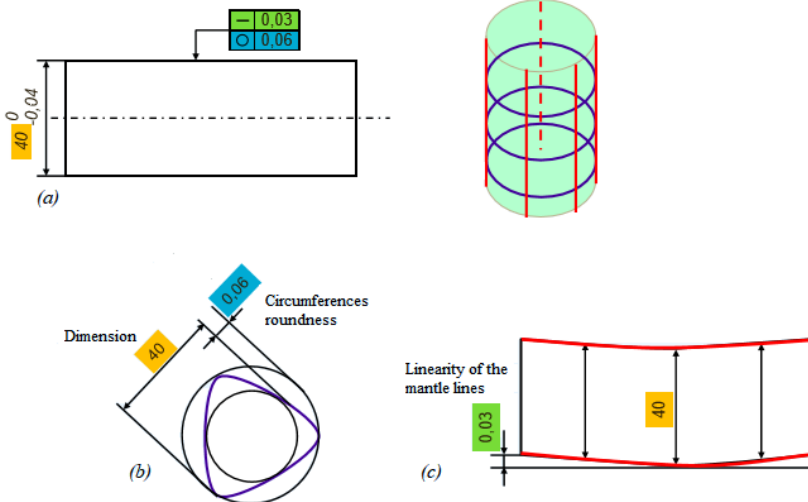 — 0,03
○ 0,06
0
40 -0,04
(a)
0,06
Circumferences
roundness
Dimension
40
(b)
Linearity of the
mantle lines
0,03
40
(c)